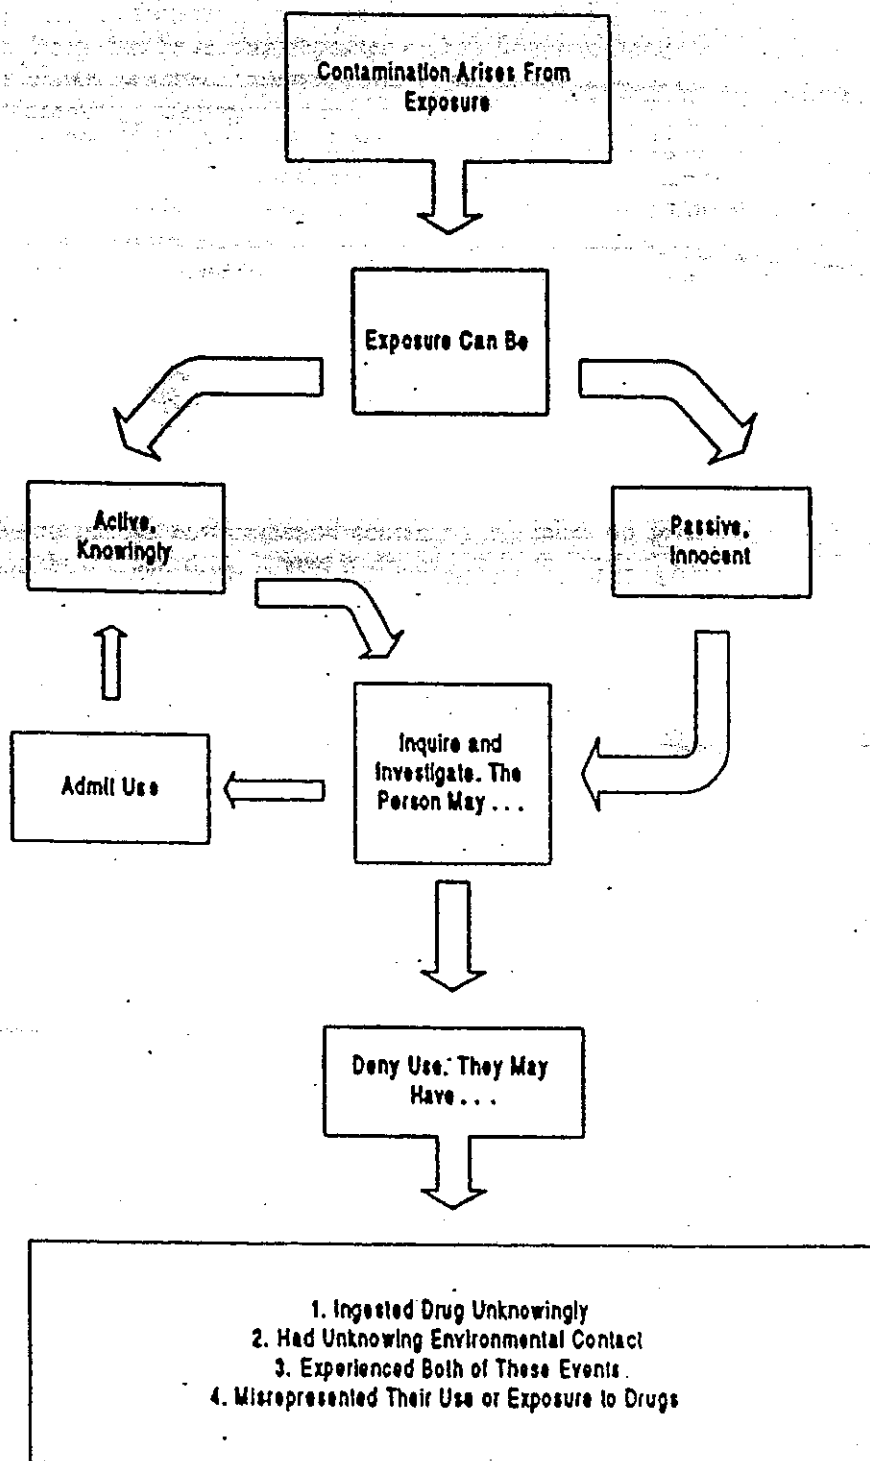 Contamination Arises From
Exposure
Exposure Can Be
Active,
Knowingly
Passive,
Innocent
Inquire and
Investigate. The
Person May . . .
Admit Use
Deny Use. They May
Have . . .
1. Ingested Drug Unknowingly
2. Had Unknowing Environmental Contact
3. Experienced Both of These Events
4. Misrepresented Their Use or Exposure to Drugs